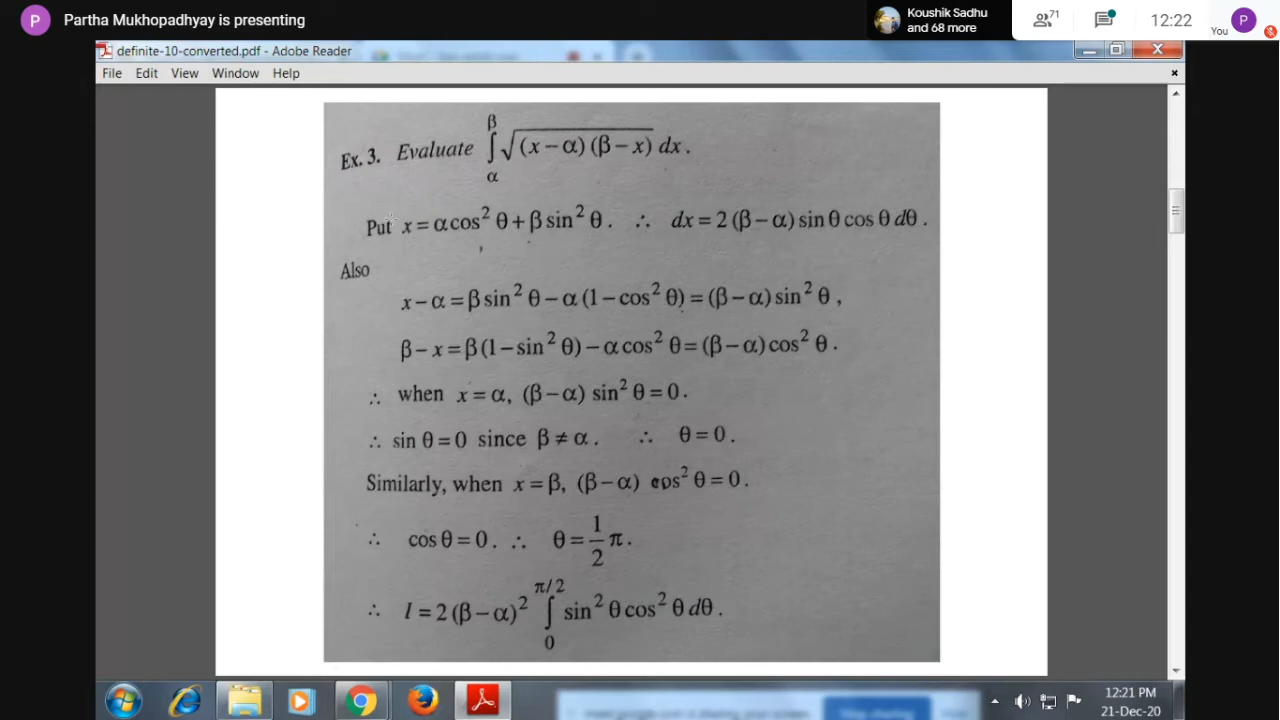 P Partha Mukhopadhyay is presenting
Koushik Sadhu
and 68 more
71
12:22
You
P
definite-10-converted.pdf - Adobe Reader
File Edit View Window Help
Ex. 3. Evaluate ∫_α^β √((x − α) (β − x)) dx .
Put x = α cos² θ + β sin² θ . ∴ dx = 2 (β − α) sin θ cos θ dθ .
Also
x − α = β sin² θ − α (1 − cos² θ) = (β − α) sin² θ ,
β − x = β (1 − sin² θ) − α cos² θ = (β − α) cos² θ .
∴ when x = α, (β − α) sin² θ = 0 .
∴ sin θ = 0 since β ≠ α . ∴ θ = 0 .
Similarly, when x = β, (β − α) cos² θ = 0 .
∴ cos θ = 0 . ∴ θ = 1/2 π .
∴ I = 2 (β − α)² ∫_0^{π/2} sin² θ cos² θ dθ .
12:21 PM
21-Dec-20